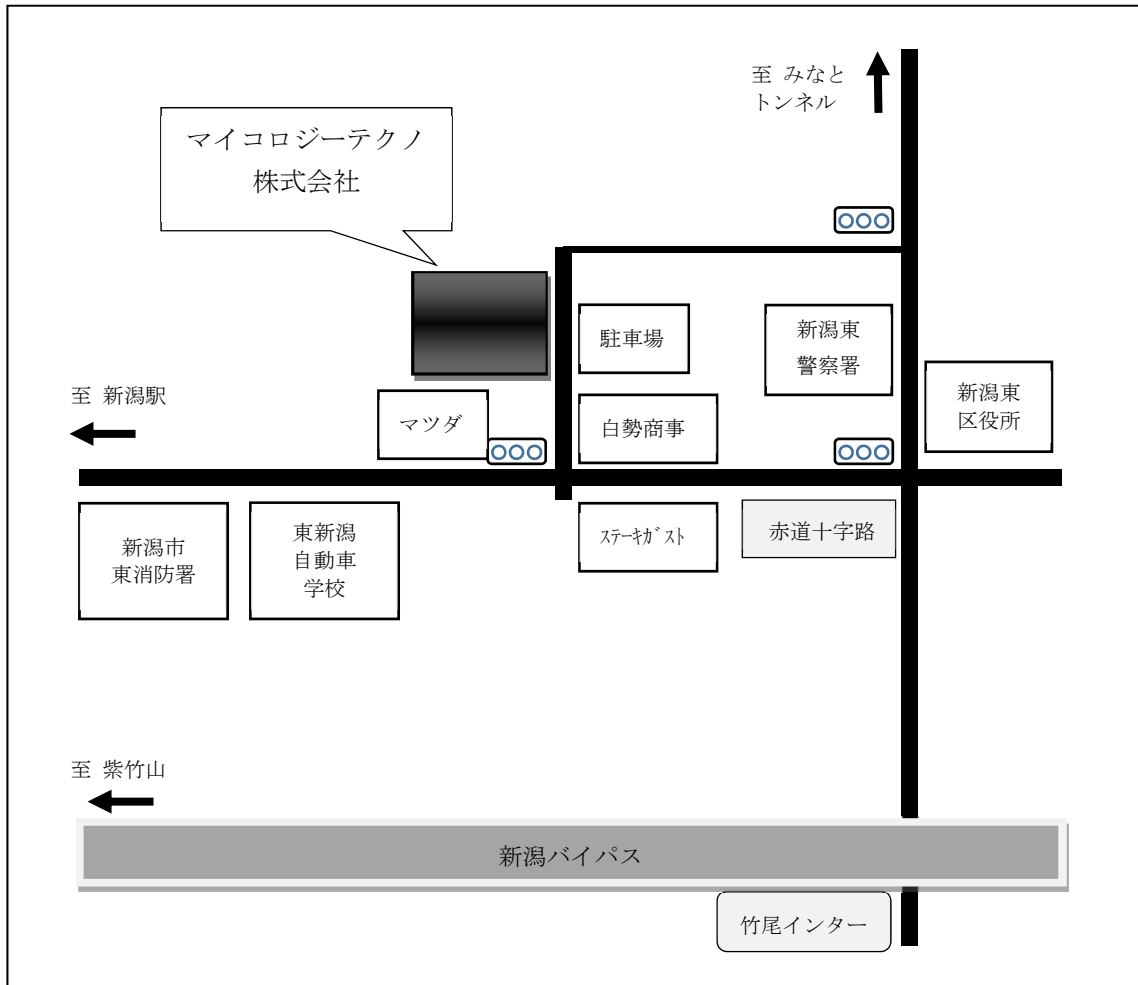 至 みなと
トンネル
マイコロジーテクノ
株式会社
駐車場
新潟東
警察署
至 新潟駅
マツダ
白勢商事
新潟東
区役所
新潟市
東消防署
東新潟
自動車
学校
ｽﾃｰｷｶﾞｽﾄ
赤道十字路
至 紫竹山
新潟バイパス
竹尾インター